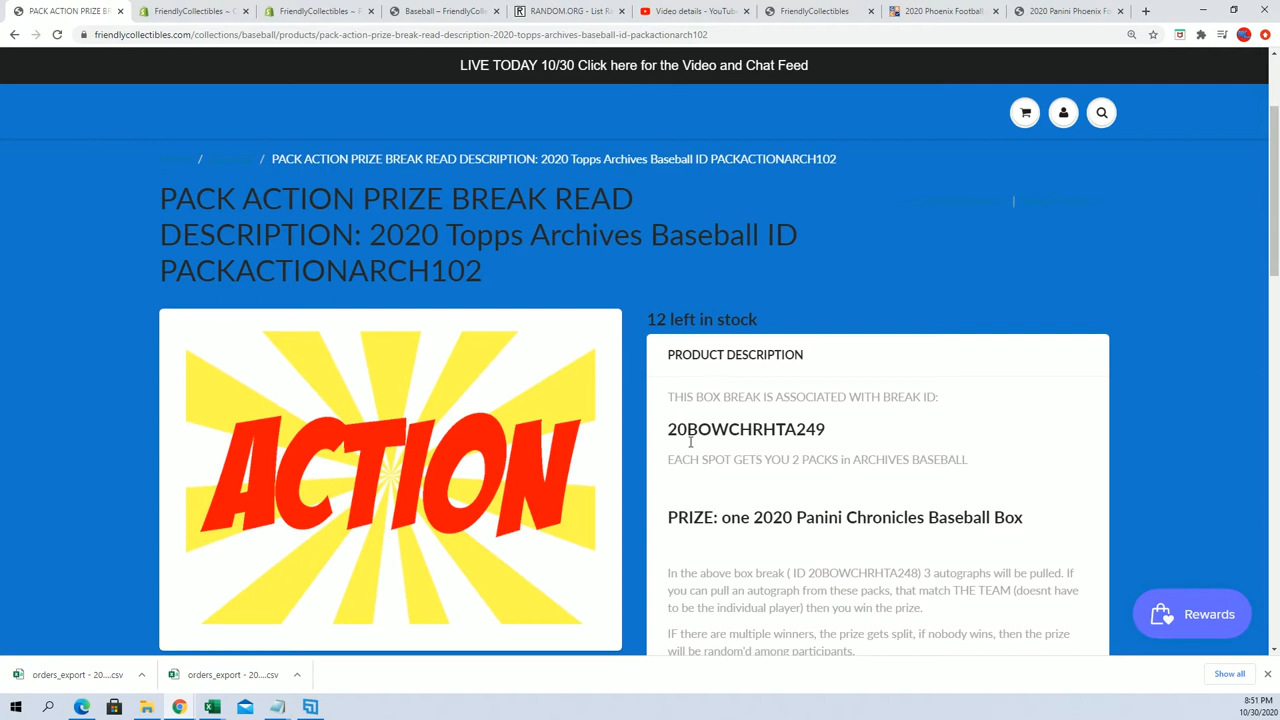 PACK ACTION PRIZE BR
FriendlyCollectibles ~ C
FriendlyCollectibles ~ P
Baseball – FriendlyColle
RANDOM.ORG - List Ra
Video details - YouTube
FriendlyCollectibles
2020 Phoenix Football
2020 Panini Phoenix Fo
friendlycollectibles.com/collections/baseball/products/pack-action-prize-break-read-description-2020-topps-archives-baseball-id-packactionarch102
LIVE TODAY 10/30 Click here for the Video and Chat Feed
/ / PACK ACTION PRIZE BREAK READ DESCRIPTION: 2020 Topps Archives Baseball ID PACKACTIONARCH102
PACK ACTION PRIZE BREAK READ
DESCRIPTION: 2020 Topps Archives Baseball ID
PACKACTIONARCH102
|
ACTION
12 left in stock
PRODUCT DESCRIPTION
THIS BOX BREAK IS ASSOCIATED WITH BREAK ID:
20BOWCHRHTA249
EACH SPOT GETS YOU 2 PACKS in ARCHIVES BASEBALL
PRIZE: one 2020 Panini Chronicles Baseball Box
In the above box break ( ID 20BOWCHRHTA248) 3 autographs will be pulled. If
you can pull an autograph from these packs, that match THE TEAM (doesnt have
to be the individual player) then you win the prize.
IF there are multiple winners, the prize gets split, if nobody wins, then the prize
will be random'd among participants.
Rewards
orders_export - 20....csv
orders_export - 20....csv
Show all
8:51 PM
10/30/2020